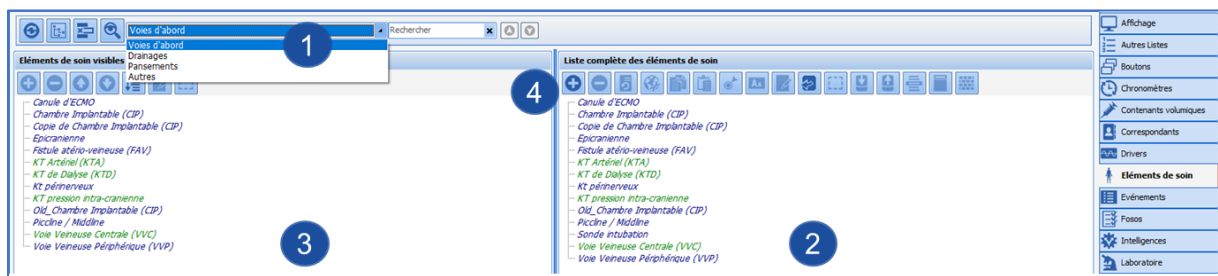 Voies d'abord
Rechercher
1
Voies d'abord
Drainages
Pansements
Autres
Eléments de soin visibles
Canule d'ECMO
Chambre Implantable (CIP)
Copie de Chambre Implantable (CIP)
Epicranienne
Fistule atério-veineuse (FAV)
KT Artériel (KTA)
KT de Dialyse (KTD)
Kt périnerveux
KT pression intra-cranienne
Old_Chambre Implantable (CIP)
Piccline / Middline
Voie Veineuse Centrale (VVC)
Voie Veineuse Périphérique (VVP)
3
4
Liste complète des éléments de soin
Canule d'ECMO
Chambre Implantable (CIP)
Copie de Chambre Implantable (CIP)
Epicranienne
Fistule atério-veineuse (FAV)
KT Artériel (KTA)
KT de Dialyse (KTD)
Kt périnerveux
KT pression intra-cranienne
Old_Chambre Implantable (CIP)
Piccline / Middline
Sonde intubation
Voie Veineuse Centrale (VVC)
Voie Veineuse Périphérique (VVP)
2
Affichage
Autres Listes
Boutons
Chronomètres
Contenants volumiques
Correspondants
Drivers
Eléments de soin
Evénements
Fosos
Intelligences
Laboratoire